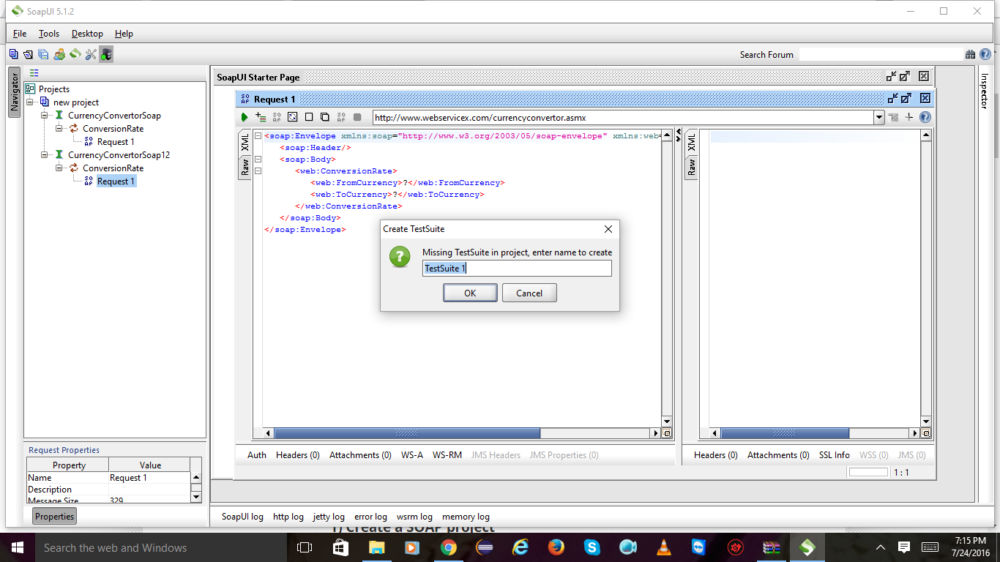 SoapUI 5.1.2
File Tools Desktop Help
Search Forum
Navigator
Projects
new project
CurrencyConvertorSoap
ConversionRate
Request 1
CurrencyConvertorSoap12
ConversionRate
Request 1
SoapUI Starter Page
Request 1
http://www.webservicex.com/currencyconvertor.asmx
XML
Raw
<soap:Envelope xmlns:soap="http://www.w3.org/2003/05/soap-envelope" xmlns:web=
<soap:Header/>
<soap:Body>
<web:ConversionRate>
<web:FromCurrency>?</web:FromCurrency>
<web:ToCurrency>?</web:ToCurrency>
</web:ConversionRate>
</soap:Body>
</soap:Envelope>
XML
Raw
Inspector
Create TestSuite
Missing TestSuite in project, enter name to create
TestSuite 1
OK Cancel
Auth Headers (0) Attachments (0) WS-A WS-RM JMS Headers JMS Properties (0)
Headers (0) Attachments (0) SSL Info WSS (0) JMS (0)
1 : 1
Request Properties
Property Value
Name Request 1
Description
Message Size 329
Properties
SoapUI log http log jetty log error log wsrm log memory log
1) Create a SOAP project
Search the web and Windows
7:15 PM
7/24/2016